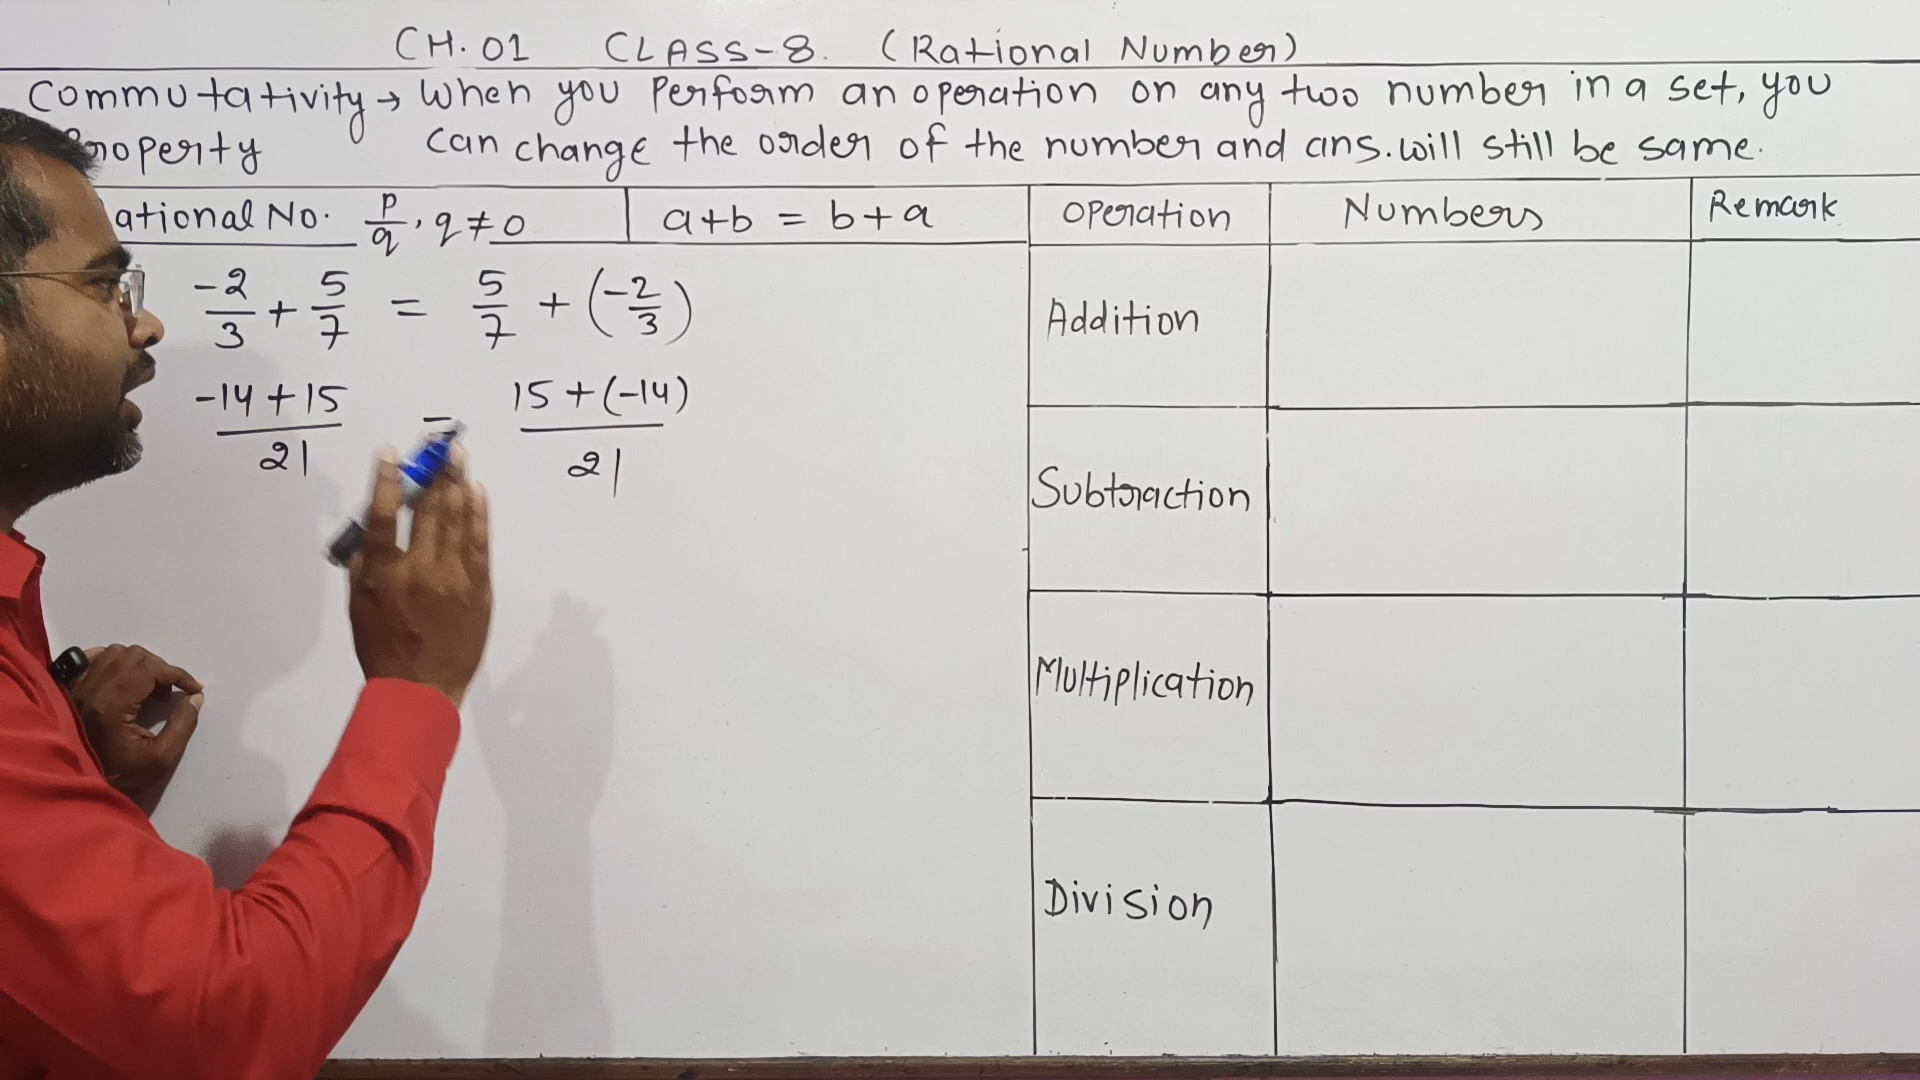 CH. 01 CLASS-8. (Rational Number)
Commutativity → When you Perform an operation on any two number in a set, you
can change the order of the number and ans. will still be same.
No. p/q, q ≠ 0
a+b = b+a
Operation Numbers Remark
-2/3 + 5/7 = 5/7 + (-2/3)
Addition
-14+15/21 = 15+(-14)/21
Subtraction
Multiplication
Division